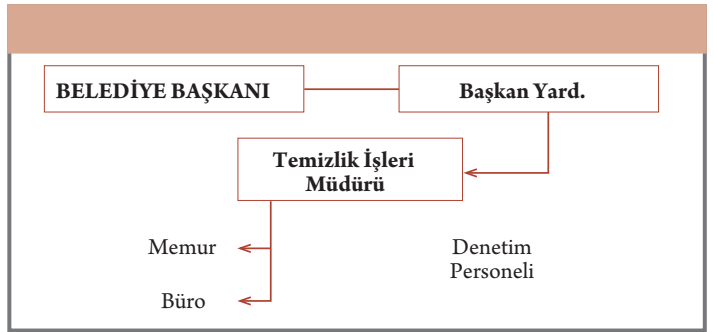 BELEDİYE BAŞKANI
Başkan Yard.
Temizlik İşleri
Müdürü
Memur
Denetim
Personeli
Büro